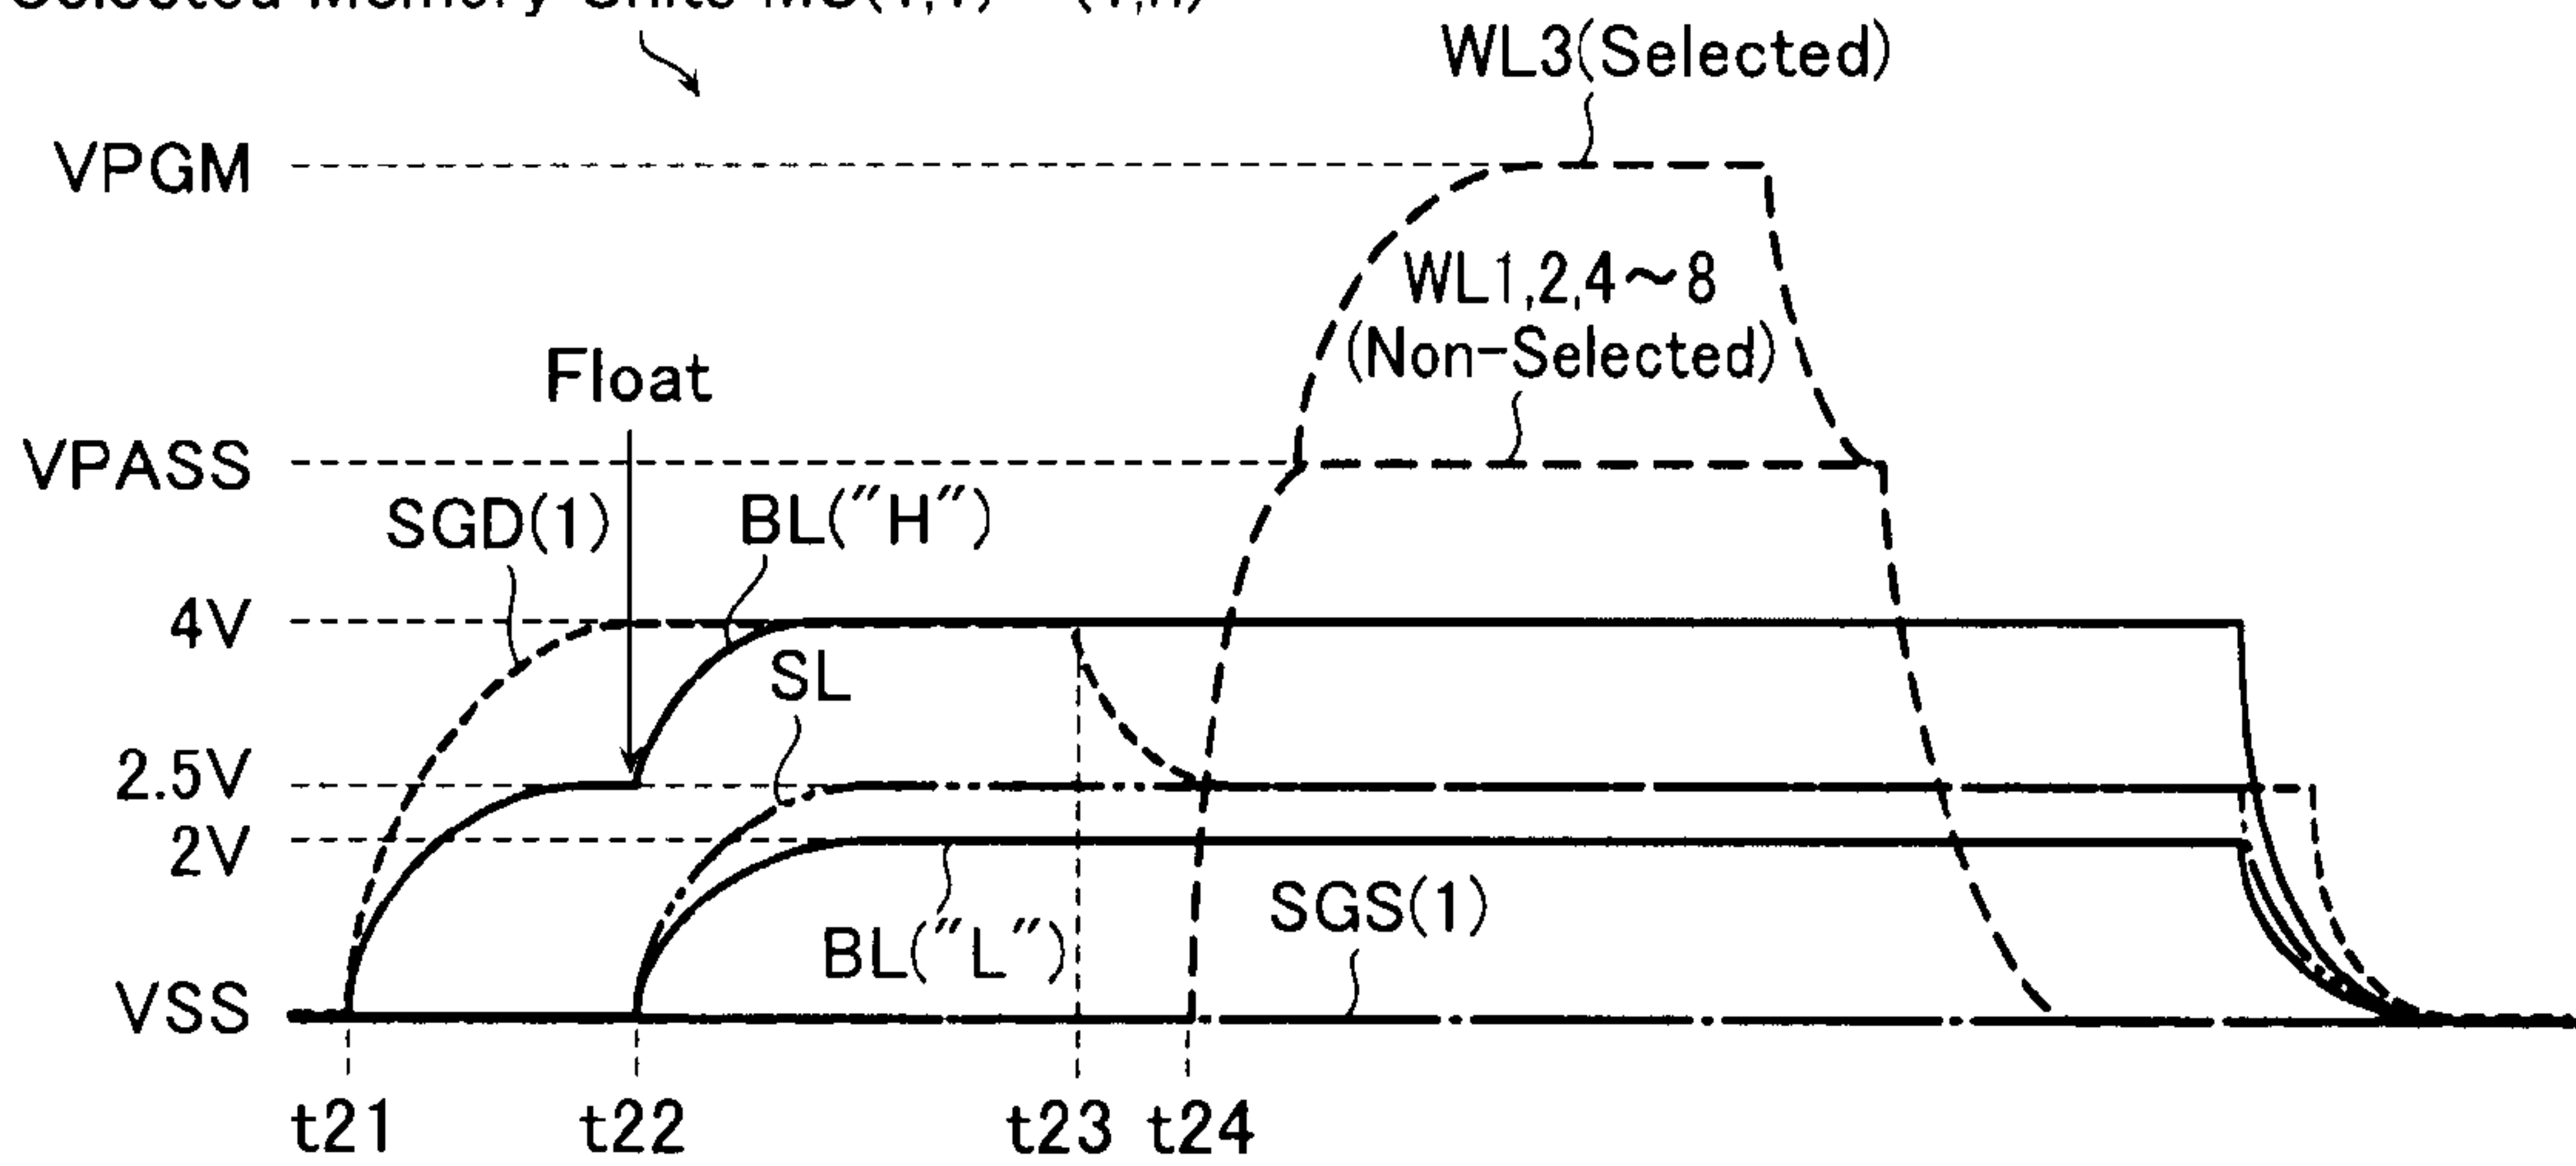 WL3(Selected)
VPGM
WL1,2,4～8
(Non-Selected)
Float
VPASS
SGD(1)
BL("H")
4V
SL
2.5V
2V
SGS(1)
BL("L")
VSS
t21
t22
t23
t24